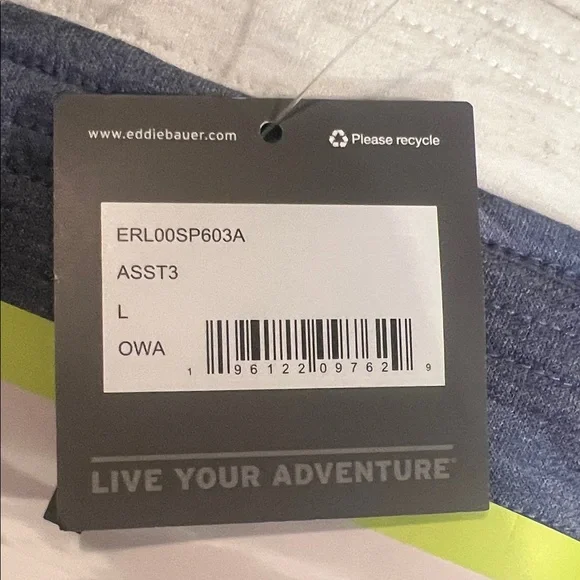 www.eddiebauer.com
Please recycle
ERL00SP603A
ASST3
L
OWA
1 96122 09762 9
LIVE YOUR ADVENTURE